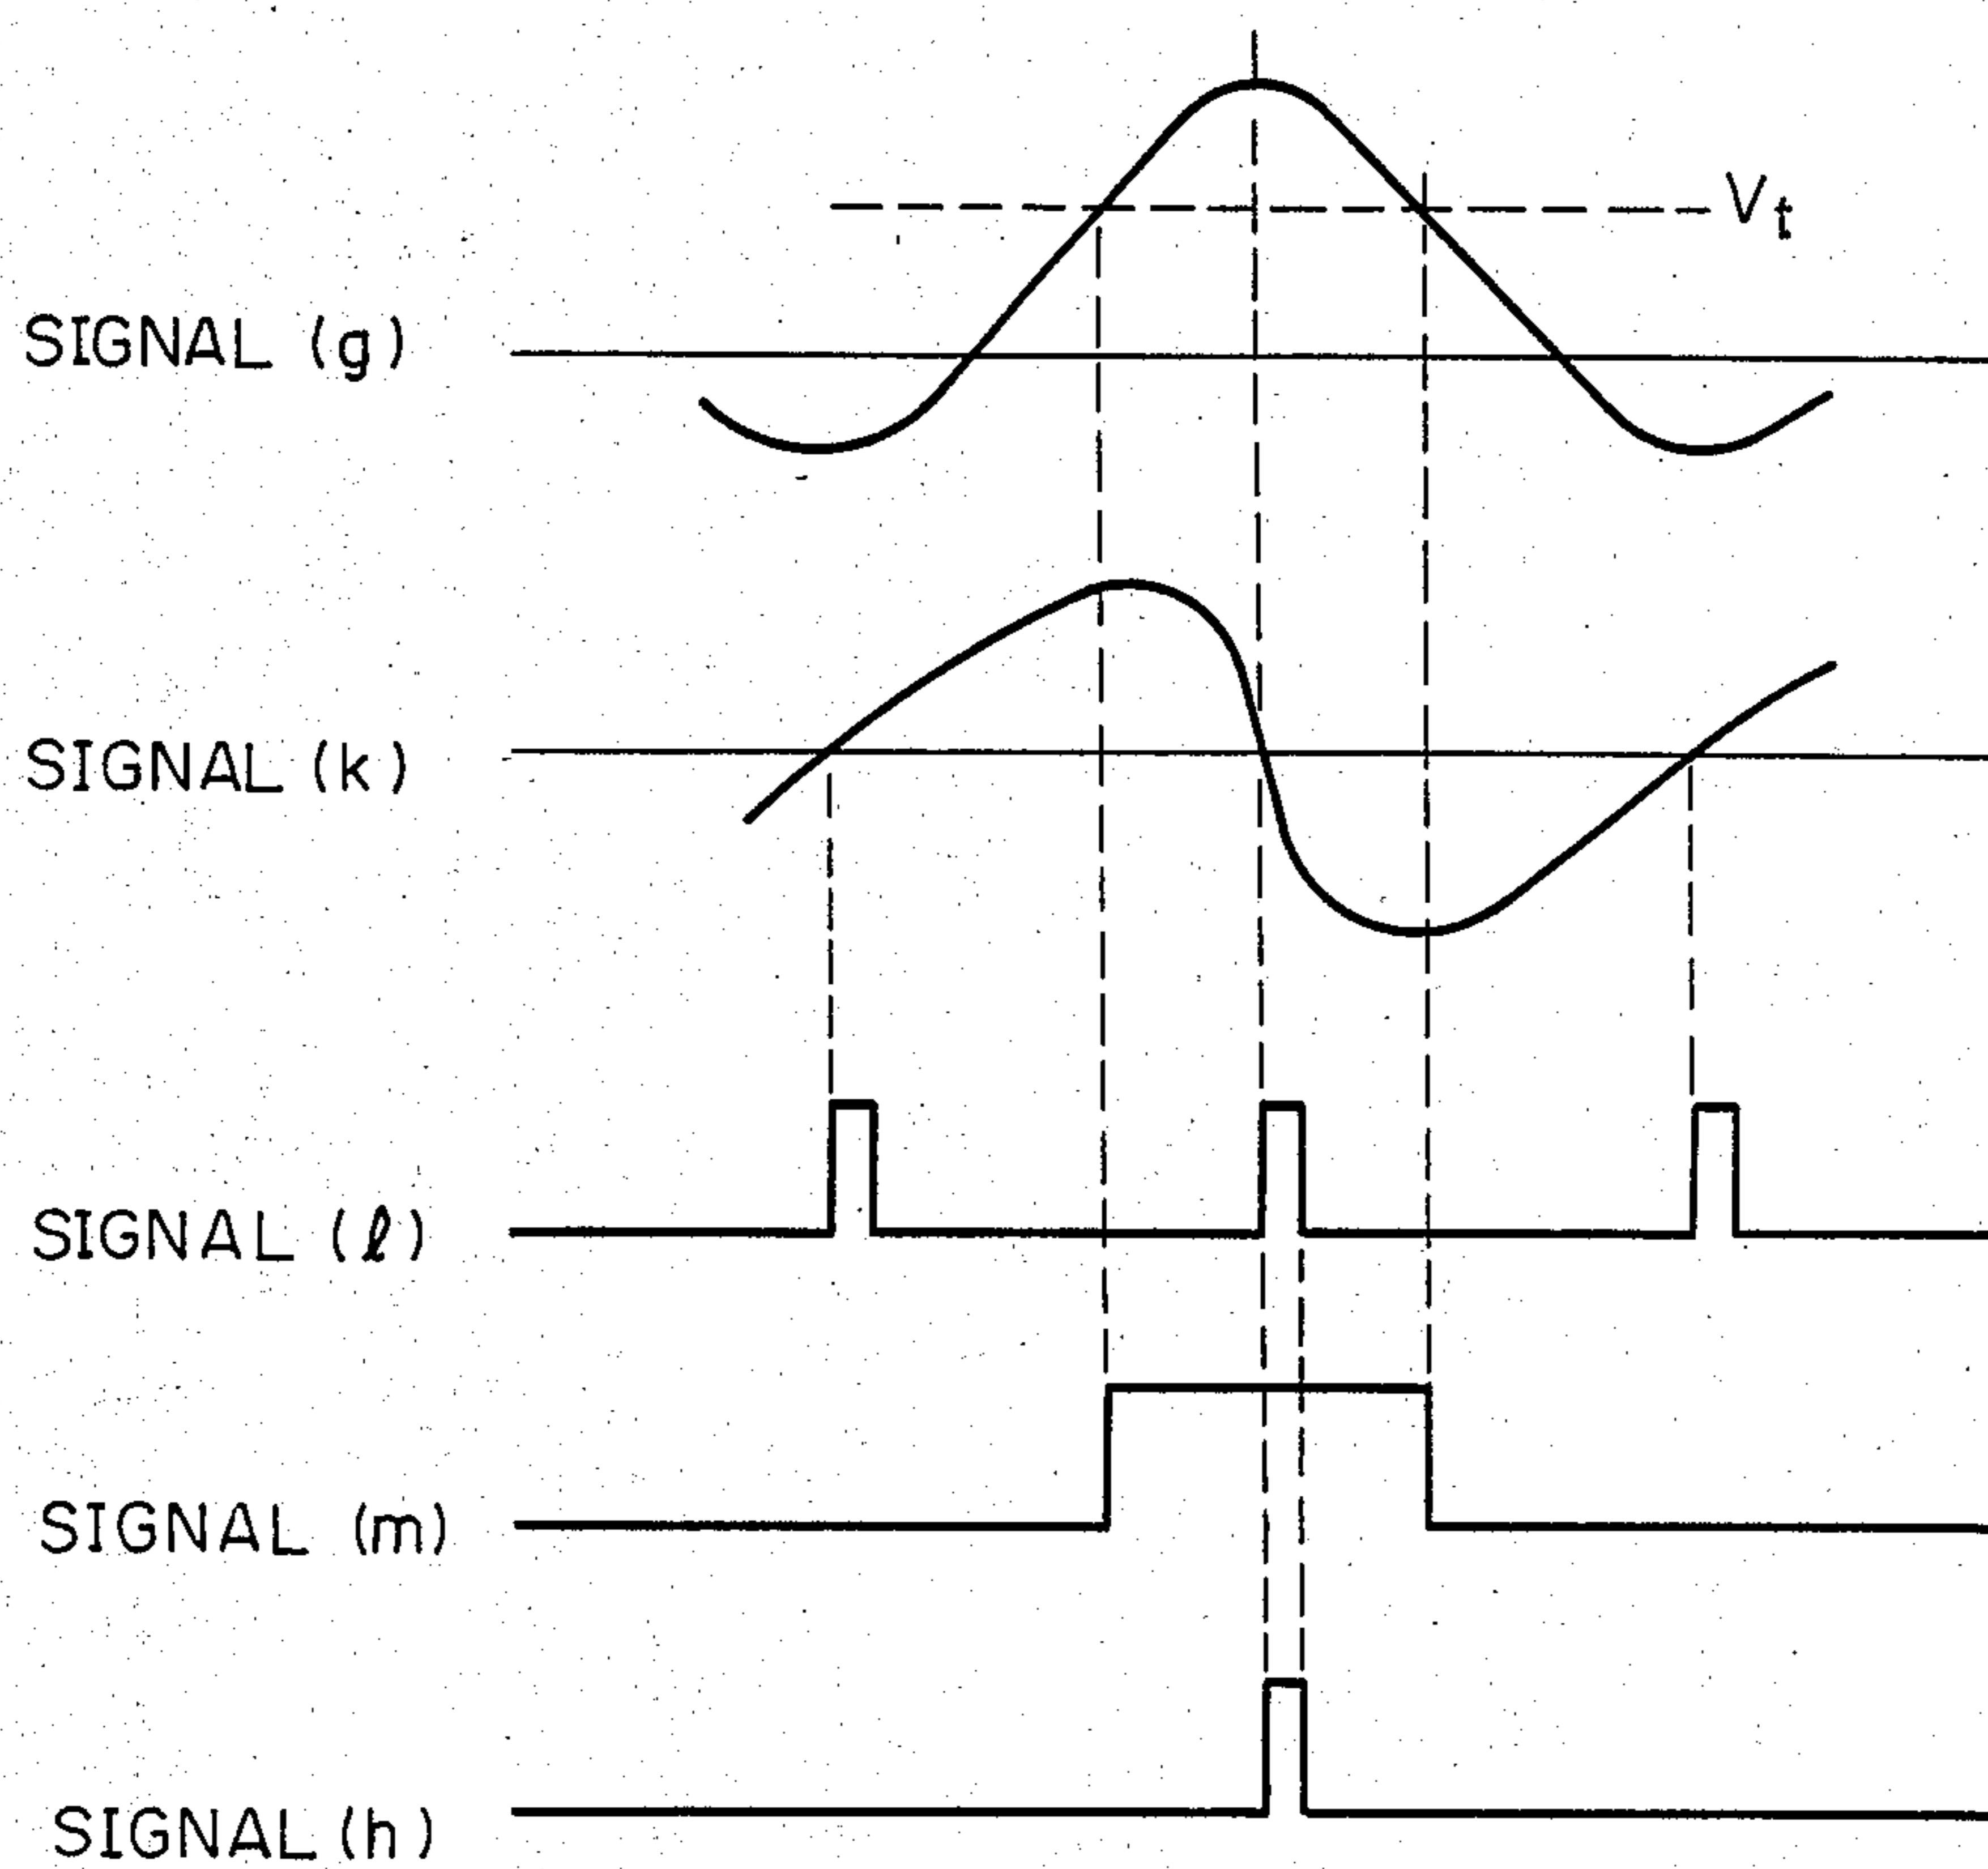 Vt
SIGNAL (g)
SIGNAL (k)
SIGNAL (ℓ)
SIGNAL (m)
SIGNAL (h)